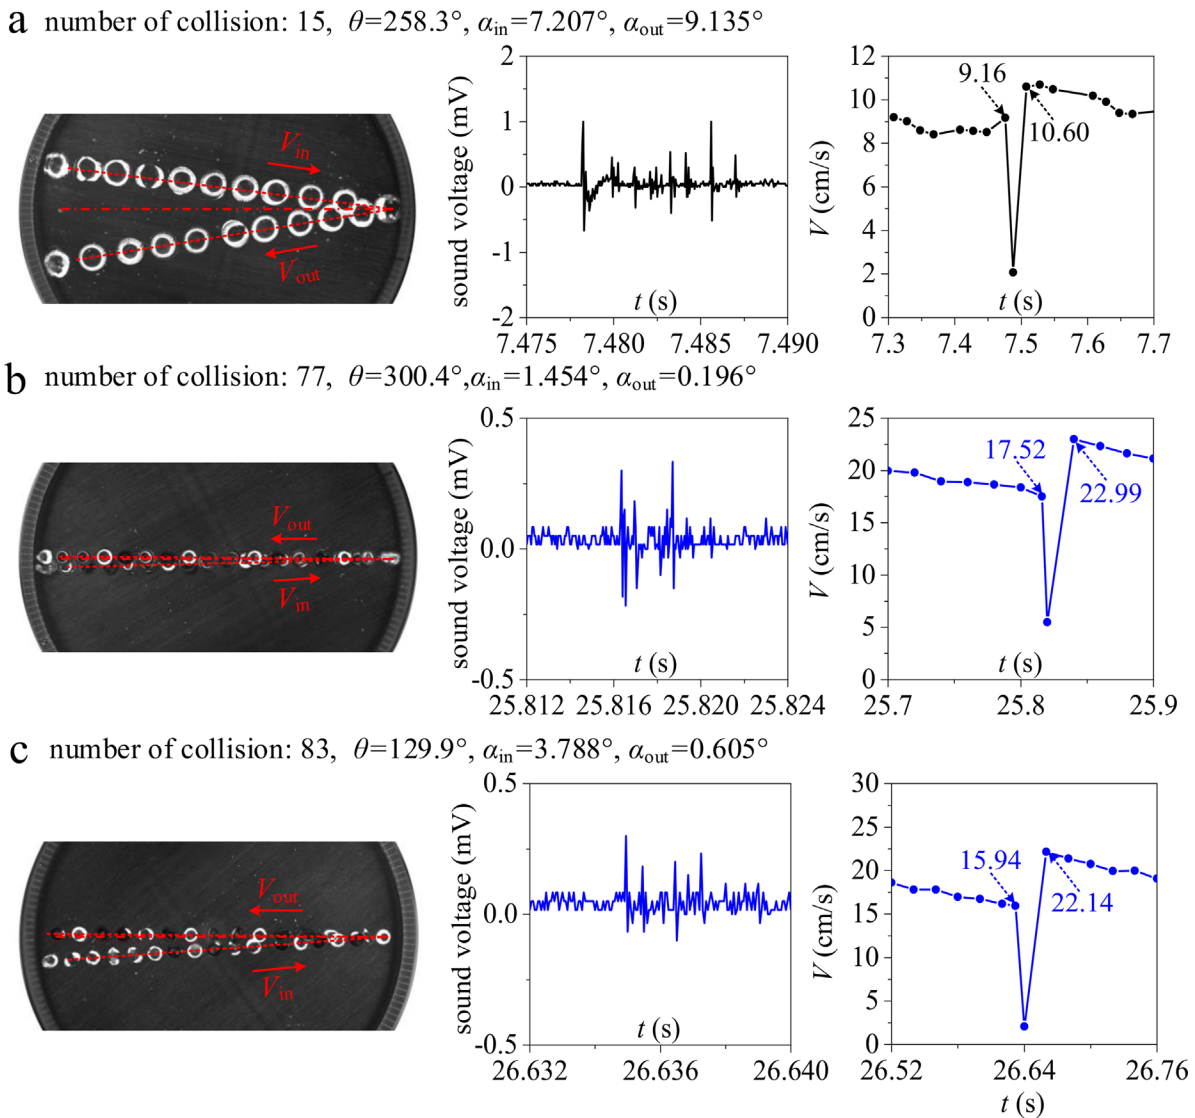 a number of collision: 15, θ=258.3°, αin=7.207°, αout=9.135°
Vin
Vout
sound voltage (mV)
2
1
0
-1
-2
t (s)
7.475 7.480 7.485 7.490
V (cm/s)
12
10
8
6
4
2
0
9.16
10.60
t (s)
7.3 7.4 7.5 7.6 7.7
b number of collision: 77, θ=300.4°,αin=1.454°, αout=0.196°
Vout
Vin
sound voltage (mV)
0.5
0.0
-0.5
t (s)
25.812 25.816 25.820 25.824
V (cm/s)
25
20
15
10
5
0
17.52
22.99
t (s)
25.7 25.8 25.9
c number of collision: 83, θ=129.9°, αin=3.788°, αout=0.605°
Vout
Vin
sound voltage (mV)
0.5
0.0
-0.5
t (s)
26.632 26.636 26.640
V (cm/s)
30
25
20
15
10
5
0
15.94
22.14
26.52 26.64 26.76
t (s)